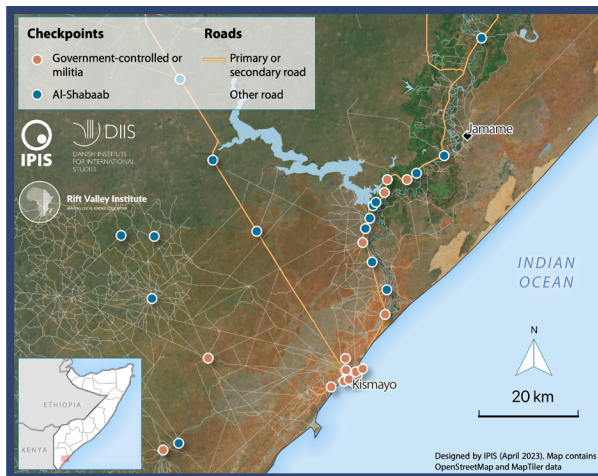 Checkpoints
Roads
Government-controlled or
militia
Primary or
secondary road
Al-Shabaab
Other road
IPIS
DIIS
DANISH INSTITUTE
FOR INTERNATIONAL
STUDIES
Rift Valley Institute
Jamame
INDIAN
OCEAN
N
20 km
Kismayo
ETHIOPIA
KENYA
Designed by IPIS (April 2023). Map contains
OpenStreetMap and MapTiler data